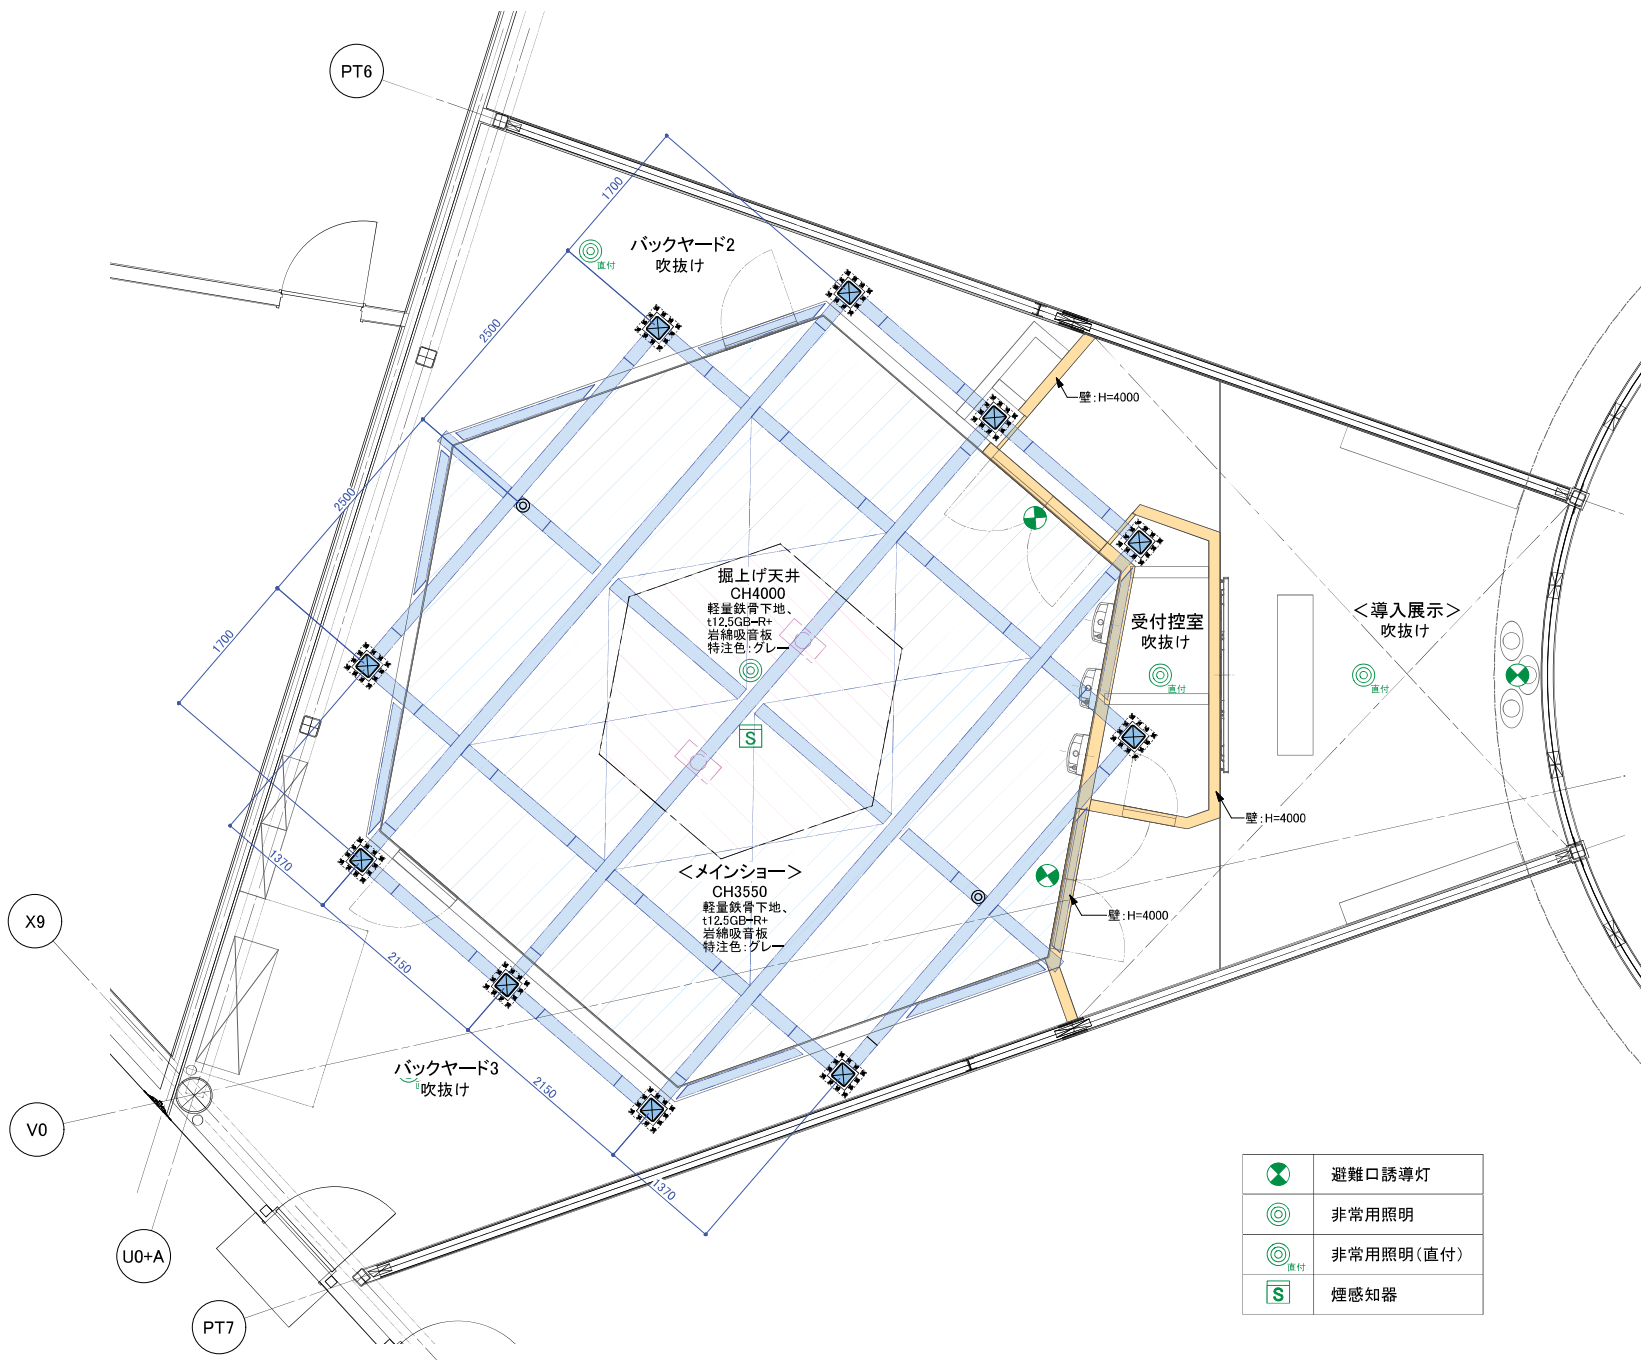 PT6
1700
バックヤード2
吹抜け
直付
2500
壁:H=4000
2500
掘上げ天井
CH4000
軽量鉄骨下地、
t12.5GB-R+
岩綿吸音板
特注色:グレー
受付控室
吹抜け
直付
<導入展示>
吹抜け
直付
1700
S
壁:H=4000
1370
<メインショー>
CH3550
軽量鉄骨下地、
t12.5GB-R+
岩綿吸音板
特注色:グレー
壁:H=4000
X9
2150
バックヤード3
吹抜け
2150
V0
1370
U0+A
PT7
避難口誘導灯
非常用照明
直付
非常用照明(直付)
S
煙感知器